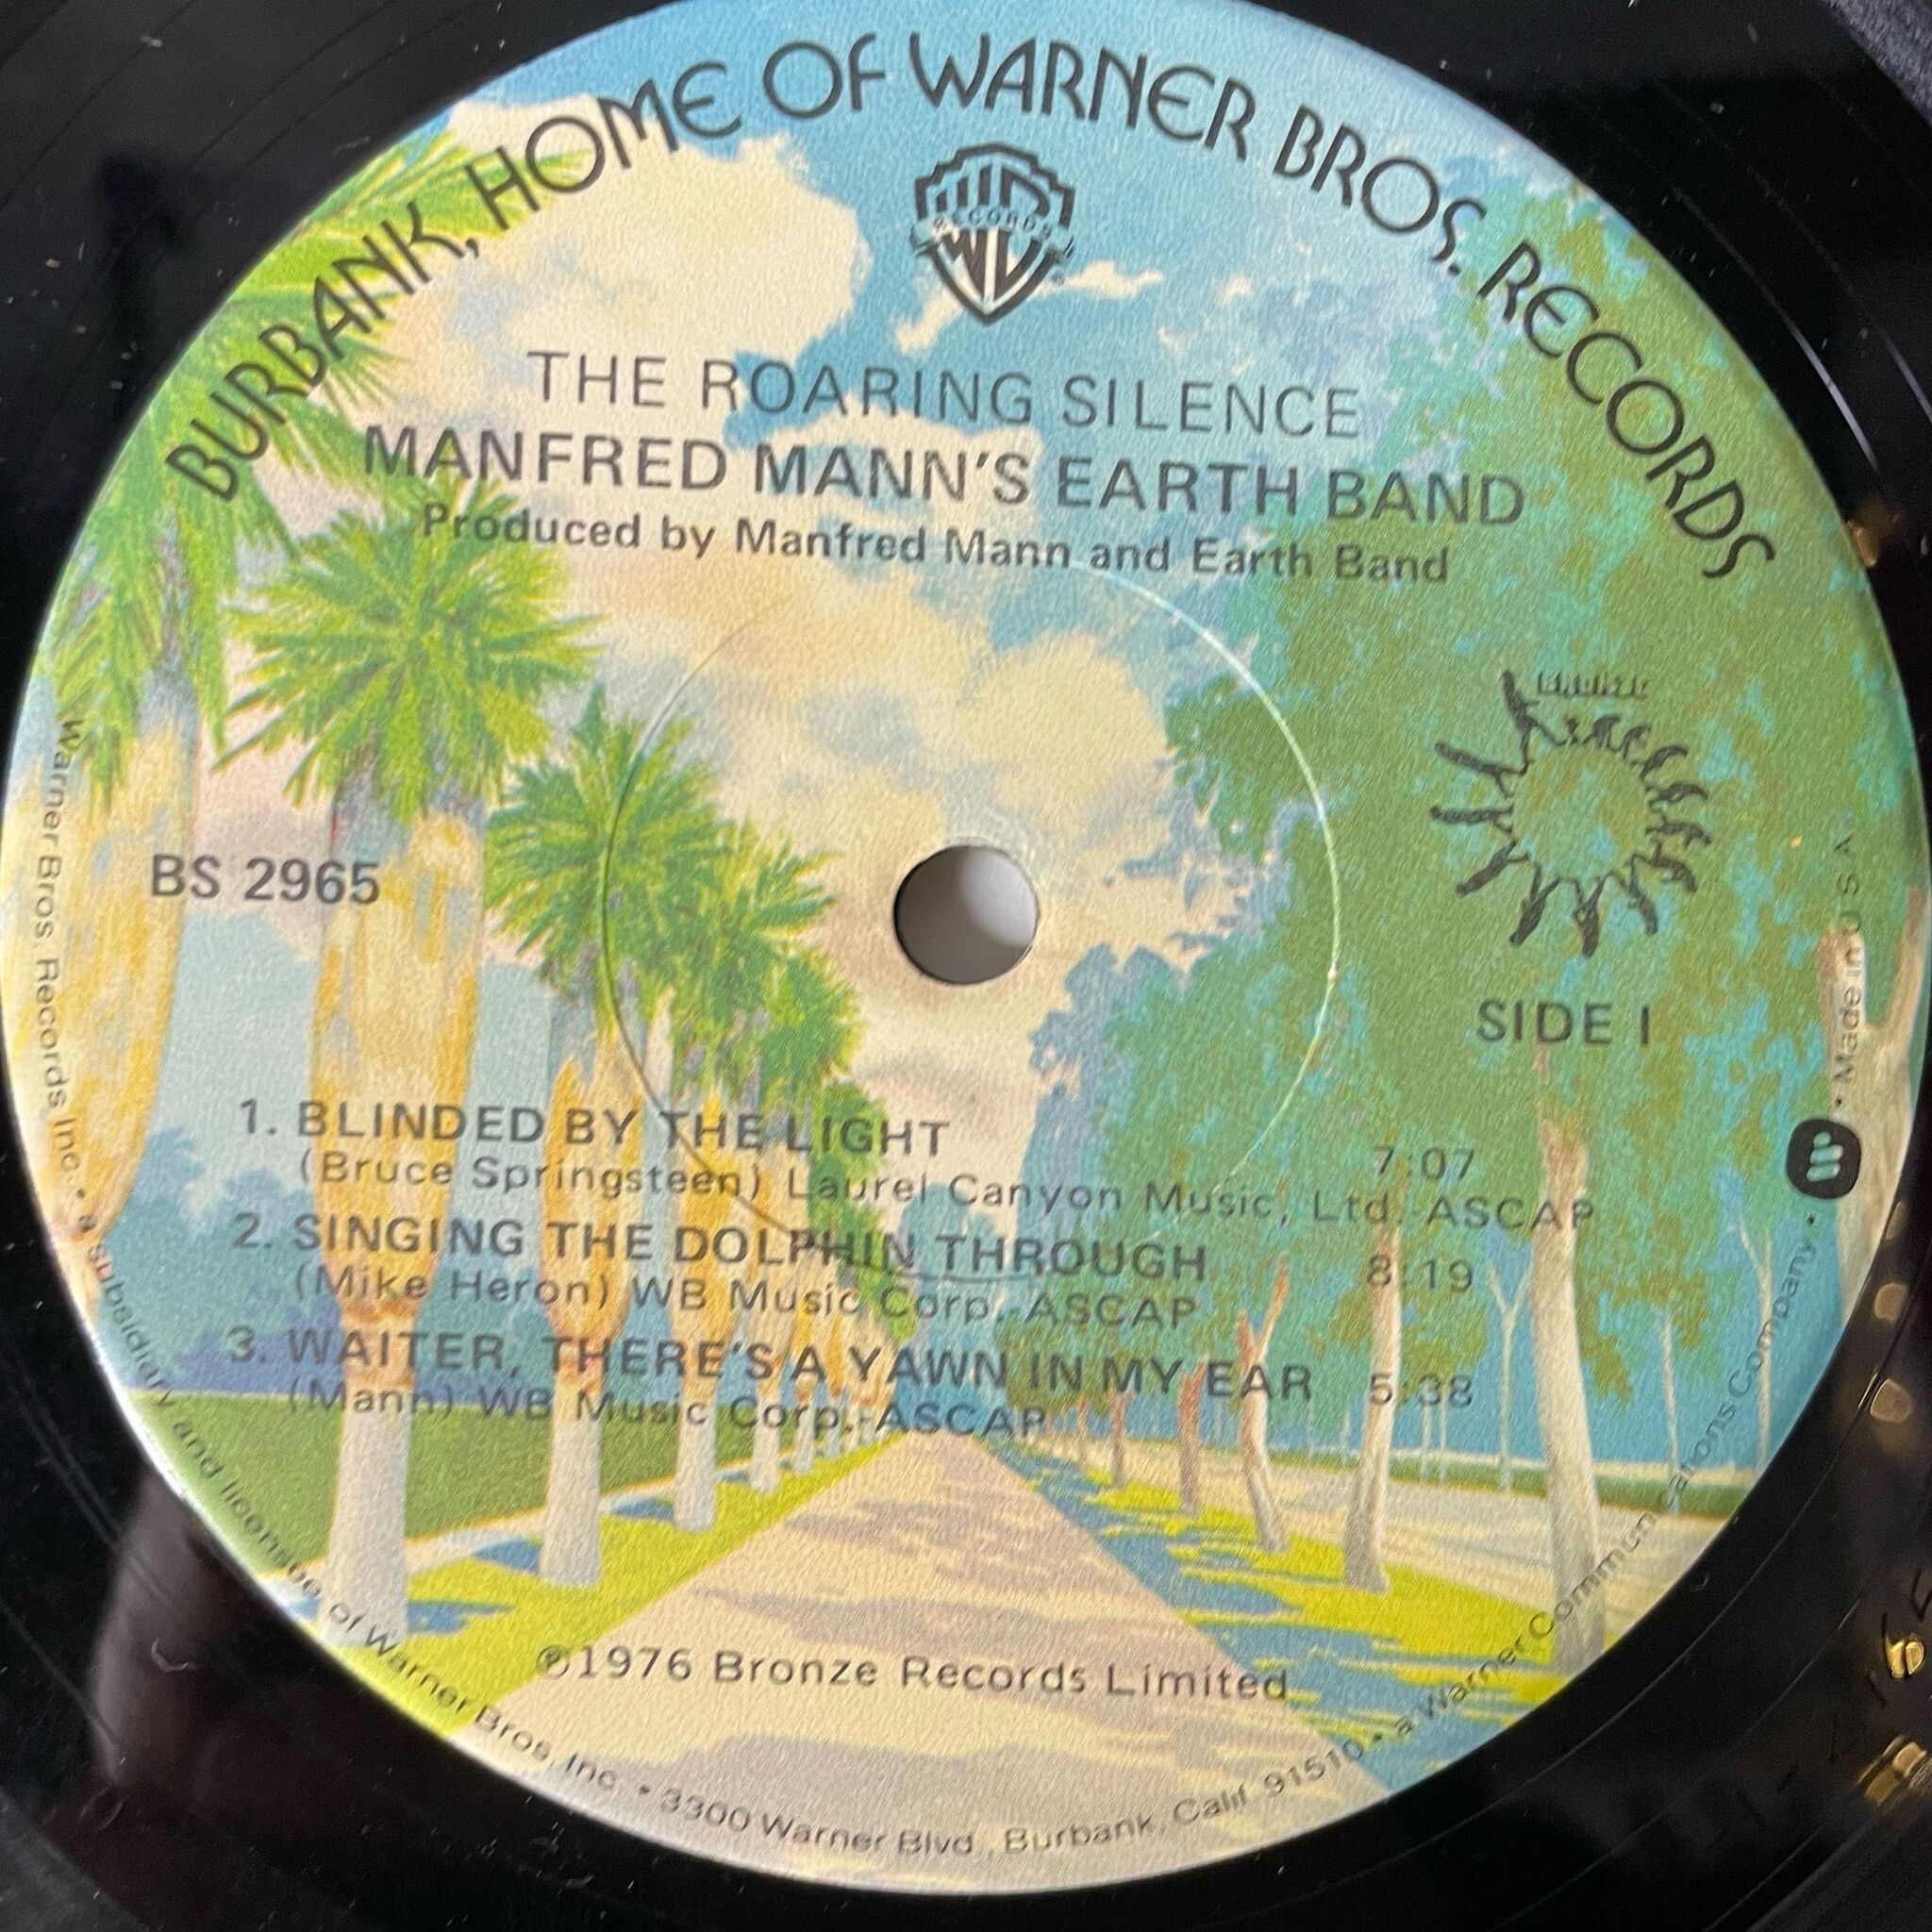 BURBANK, HOME OF WARNER BROS. RECORDS
RECORDS
THE ROARING SILENCE
MANFRED MANN'S EARTH BAND
Produced by Manfred Mann and Earth Band
BS 2965
SIDE 1
1. BLINDED BY THE LIGHT 7:07
(Bruce Springsteen) Laurel Canyon Music, Ltd.-ASCAP
2. SINGING THE DOLPHIN THROUGH 8:19
(Mike Heron) WB Music Corp.-ASCAP
3. WAITER, THERE'S A YAWN IN MY EAR 5:38
(Mann) WB Music Corp.-ASCAP
℗1976 Bronze Records Limited
Warner Bros. Records Inc. • a subsidiary and licensee of Warner Bros. Inc. • 3300 Warner Blvd., Burbank, Calif. 91510 • a Warner Communications Company • Made in U.S.A.